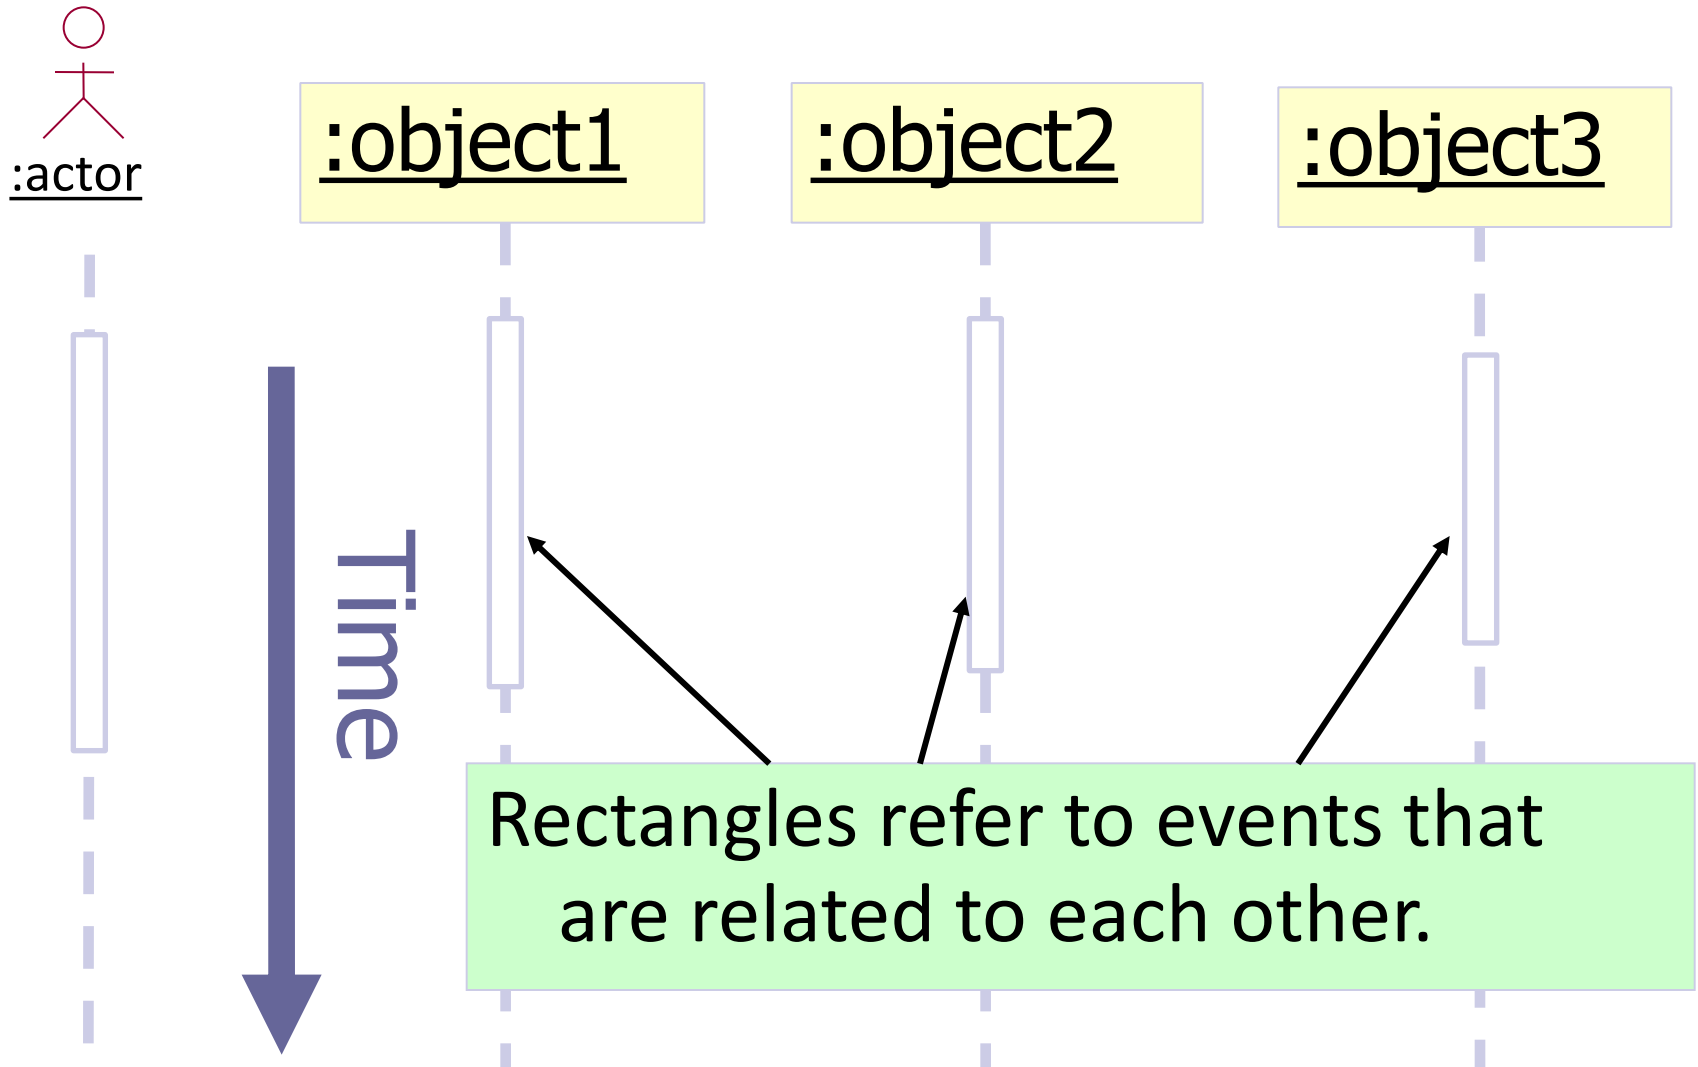 :actor
:object1
:object2
:object3
Time
Rectangles refer to events that
are related to each other.